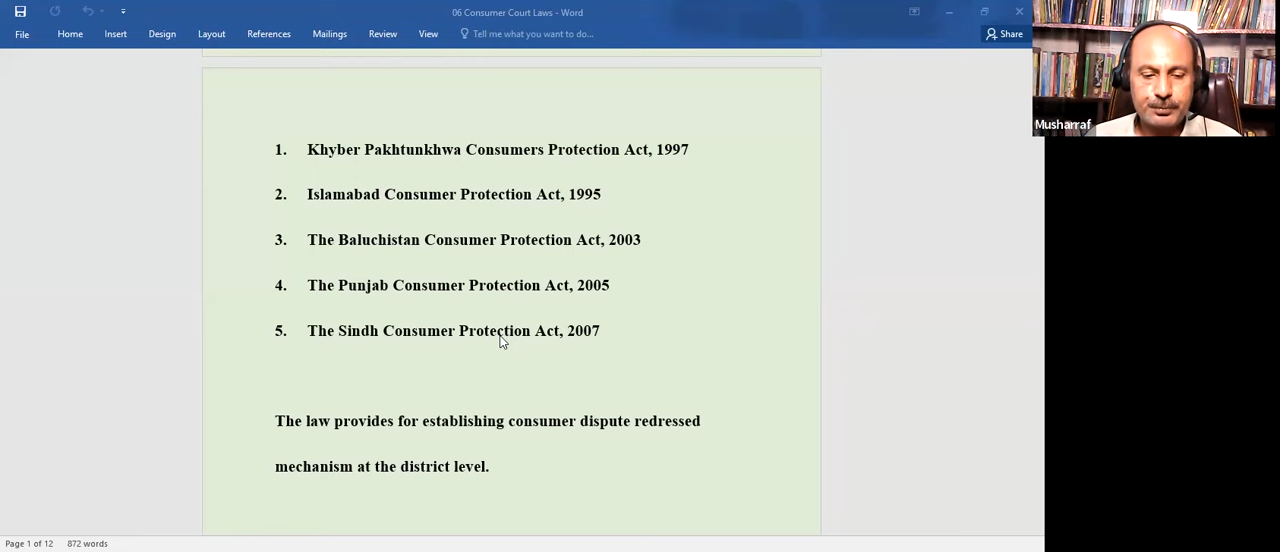 06 Consumer Court Laws - Word
File Home Insert Design Layout References Mailings Review View Tell me what you want to do... Share
Musharraf
1. Khyber Pakhtunkhwa Consumers Protection Act, 1997
2. Islamabad Consumer Protection Act, 1995
3. The Baluchistan Consumer Protection Act, 2003
4. The Punjab Consumer Protection Act, 2005
5. The Sindh Consumer Protection Act, 2007
The law provides for establishing consumer dispute redressed
mechanism at the district level.
Page 1 of 12 872 words